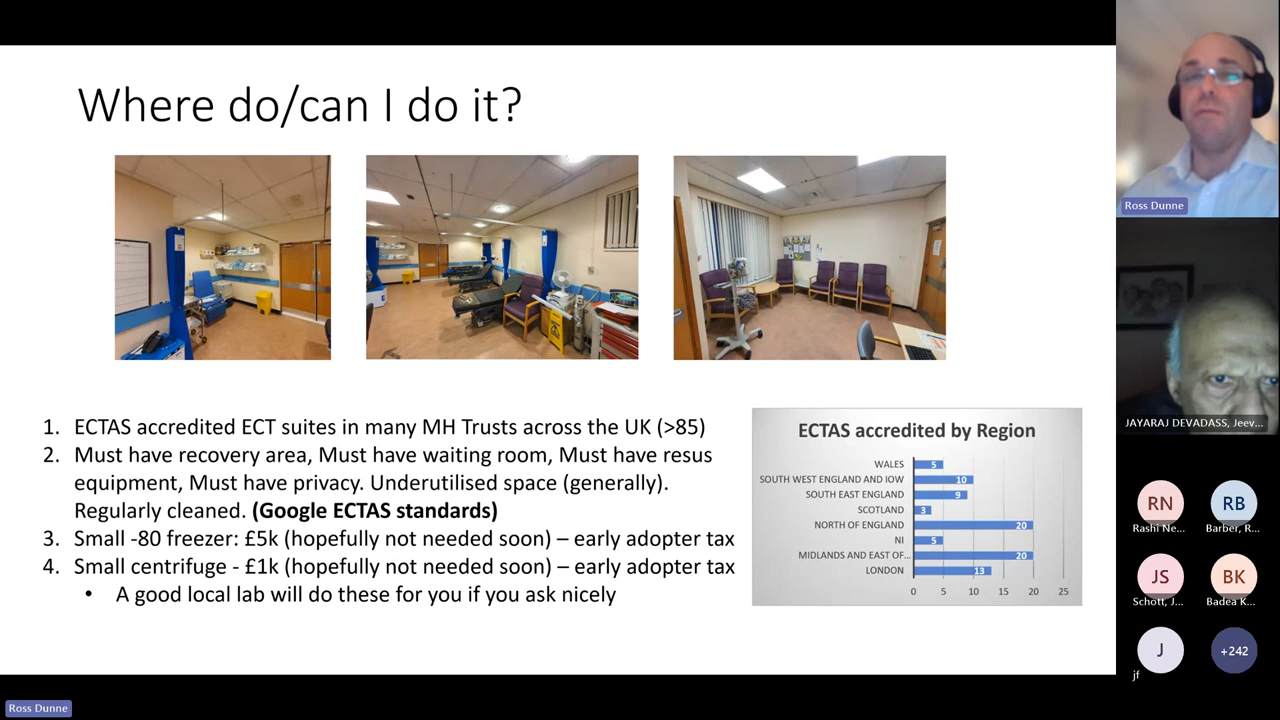 Where do/can I do it?
1. ECTAS accredited ECT suites in many MH Trusts across the UK (>85)
2. Must have recovery area, Must have waiting room, Must have resus
equipment, Must have privacy. Underutilised space (generally).
Regularly cleaned. (Google ECTAS standards)
3. Small -80 freezer: £5k (hopefully not needed soon) – early adopter tax
4. Small centrifuge - £1k (hopefully not needed soon) – early adopter tax
• A good local lab will do these for you if you ask nicely
ECTAS accredited by Region
WALES 5
SOUTH WEST ENGLAND AND IOW 10
SOUTH EAST ENGLAND 9
SCOTLAND 3
NORTH OF ENGLAND 20
NI 5
MIDLANDS AND EAST OF... 20
LONDON 13
0 5 10 15 20 25
Ross Dunne
JAYARAJ DEVADASS, Jeev...
RN RB
Rashi Ne... Barber, R...
JS BK
Schott, J... Badea K...
J +242
jf
Ross Dunne